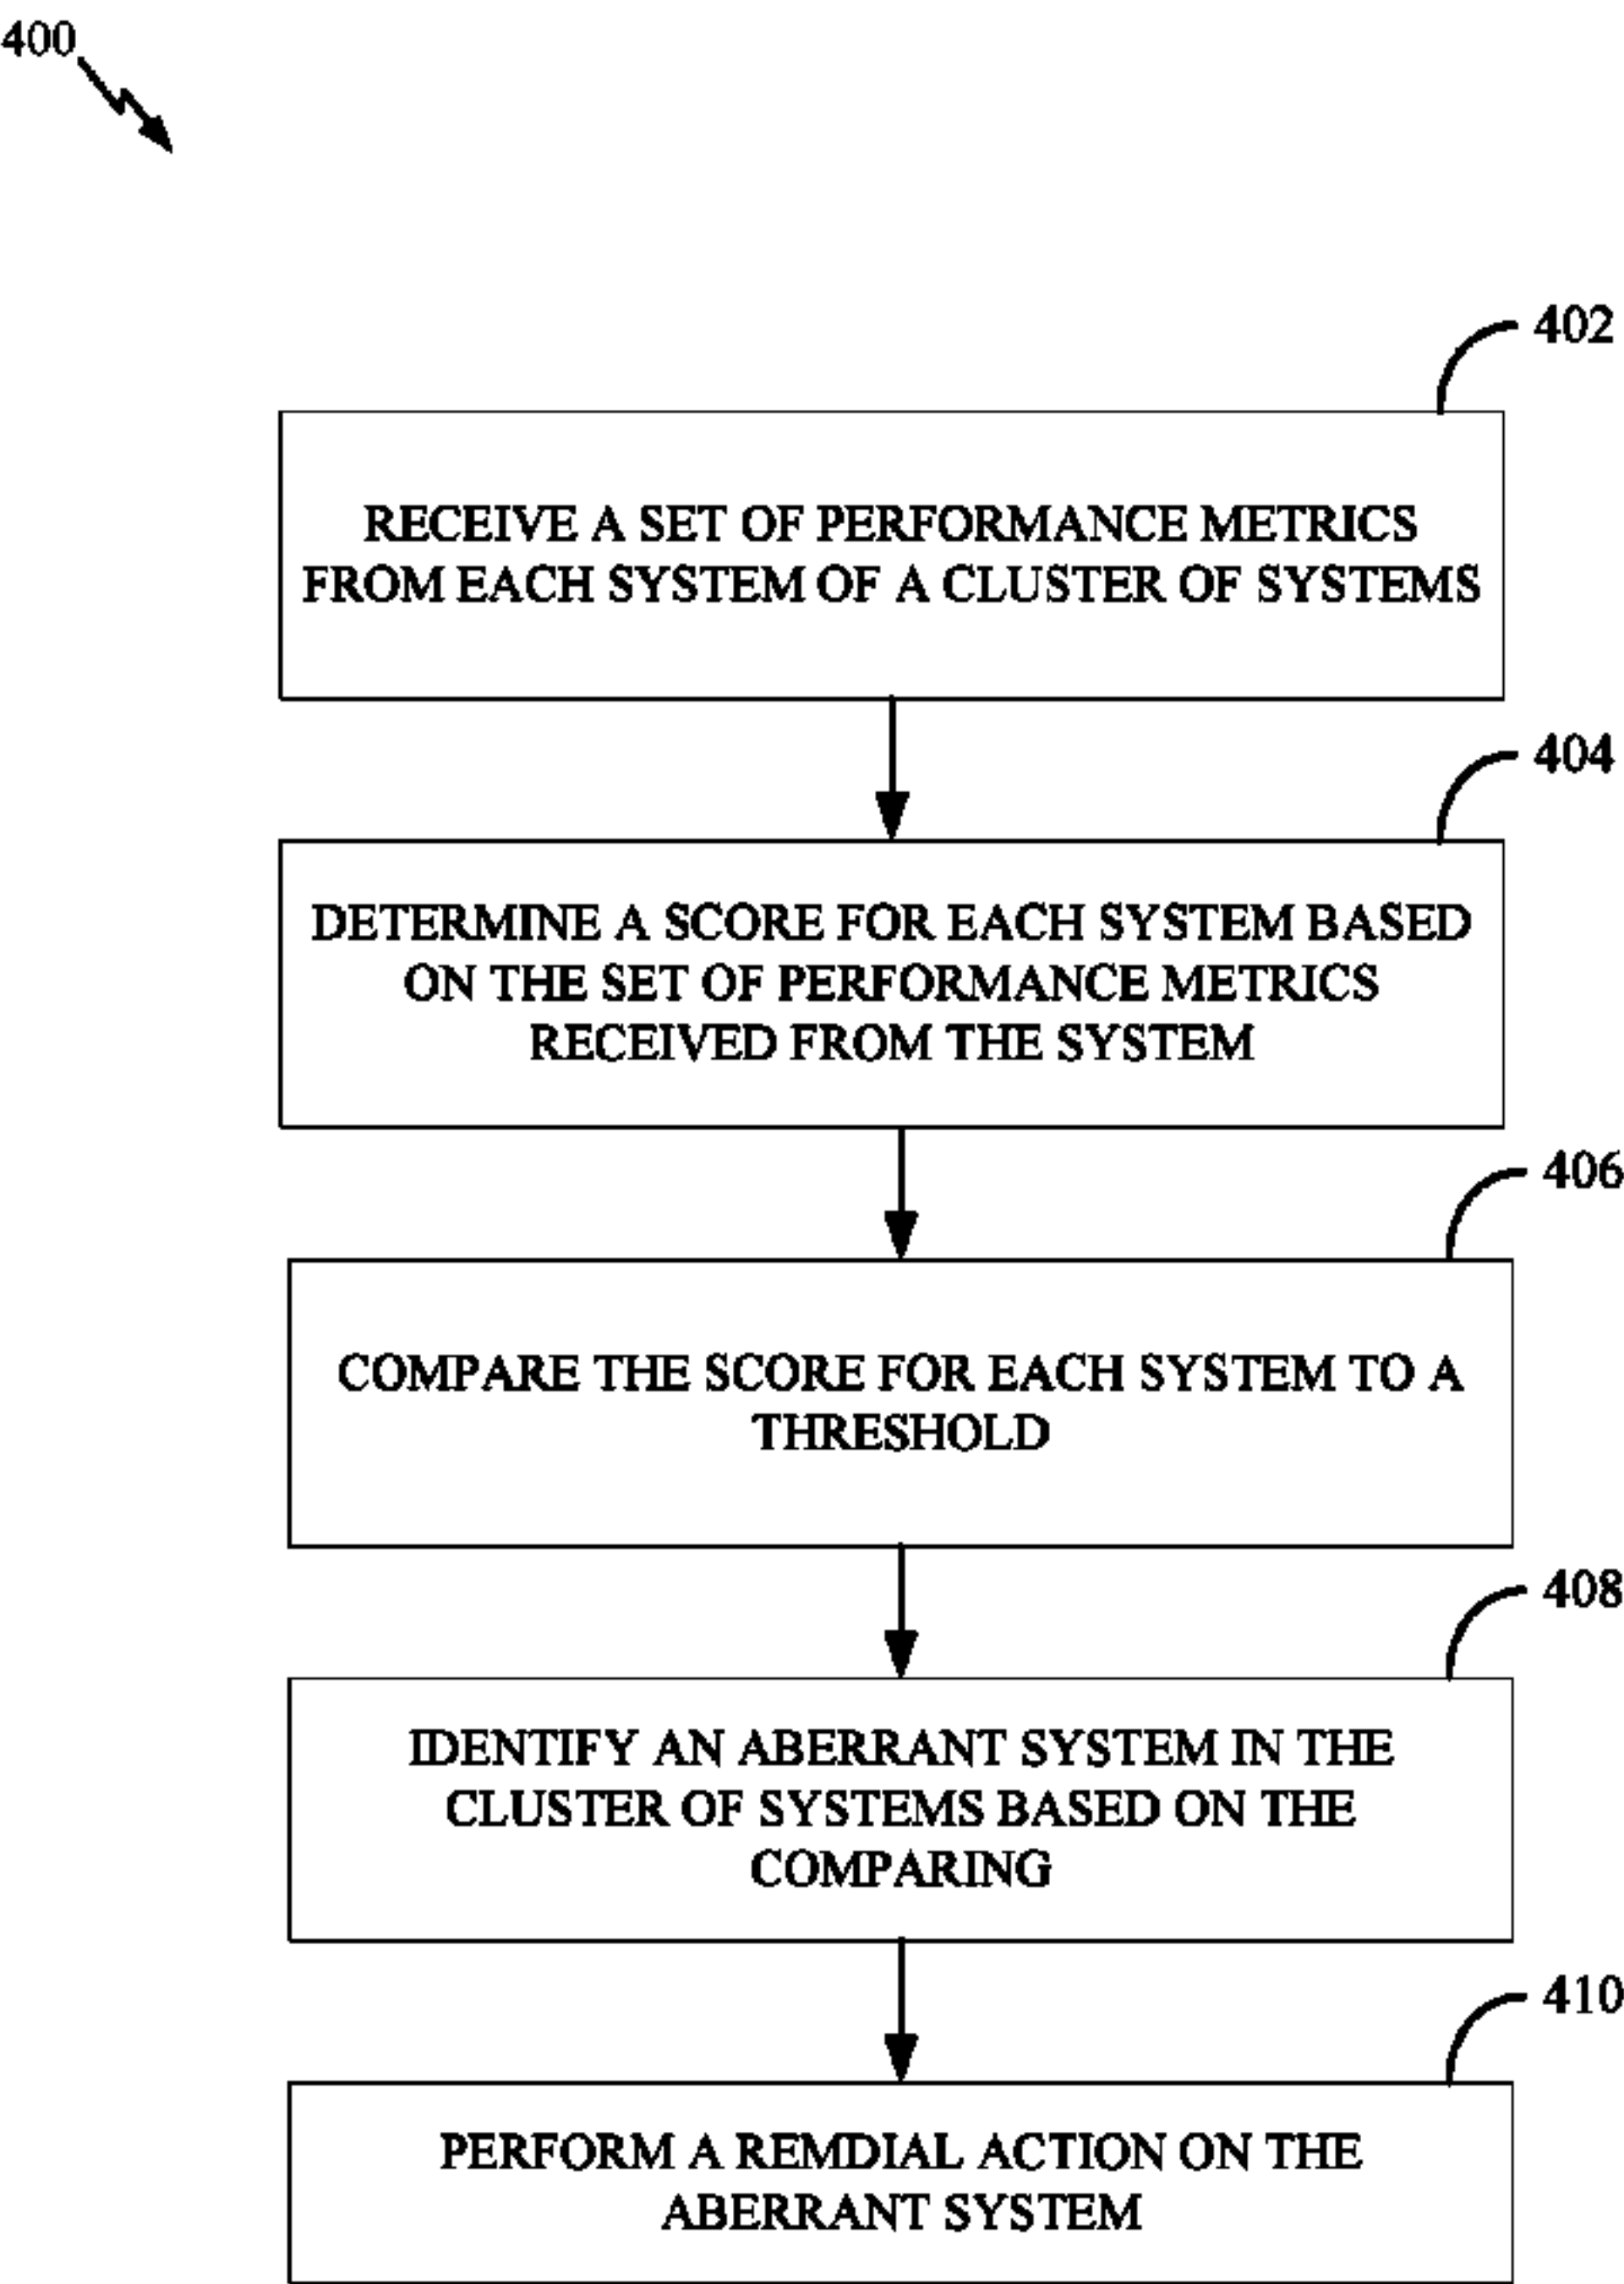 400
402
RECEIVE A SET OF PERFORMANCE METRICS
FROM EACH SYSTEM OF A CLUSTER OF SYSTEMS
404
DETERMINE A SCORE FOR EACH SYSTEM BASED
ON THE SET OF PERFORMANCE METRICS
RECEIVED FROM THE SYSTEM
406
COMPARE THE SCORE FOR EACH SYSTEM TO A
THRESHOLD
408
IDENTIFY AN ABERRANT SYSTEM IN THE
CLUSTER OF SYSTEMS BASED ON THE
COMPARING
410
PERFORM A REMDIAL ACTION ON THE
ABERRANT SYSTEM